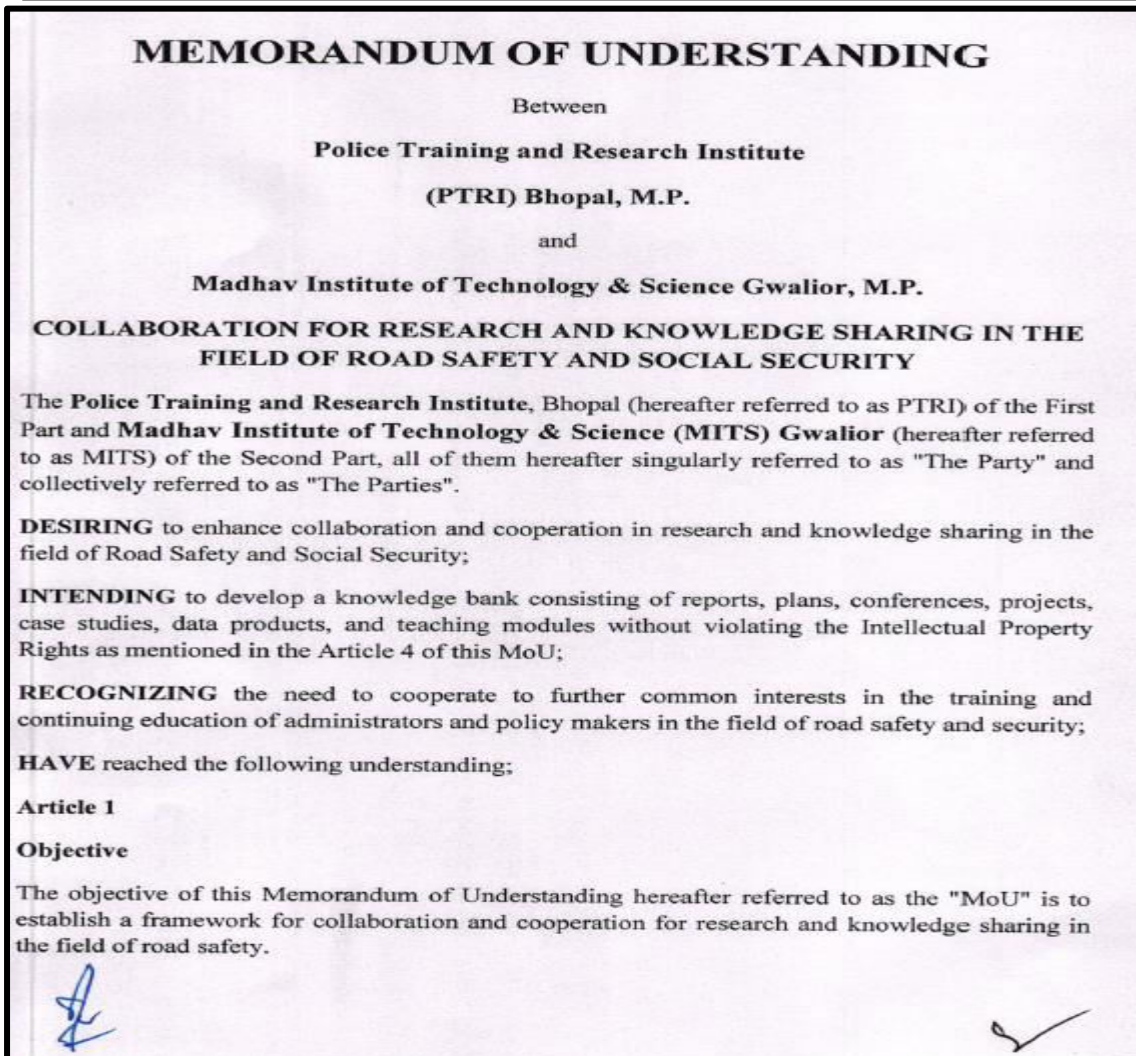 MEMORANDUM OF UNDERSTANDING
Between
Police Training and Research Institute
(PTRI) Bhopal, M.P.
and
Madhav Institute of Technology & Science Gwalior, M.P.
COLLABORATION FOR RESEARCH AND KNOWLEDGE SHARING IN THE
FIELD OF ROAD SAFETY AND SOCIAL SECURITY
The Police Training and Research Institute, Bhopal (hereafter referred to as PTRI) of the First
Part and Madhav Institute of Technology & Science (MITS) Gwalior (hereafter referred
to as MITS) of the Second Part, all of them hereafter singularly referred to as "The Party" and
collectively referred to as "The Parties".
DESIRING to enhance collaboration and cooperation in research and knowledge sharing in the
field of Road Safety and Social Security;
INTENDING to develop a knowledge bank consisting of reports, plans, conferences, projects,
case studies, data products, and teaching modules without violating the Intellectual Property
Rights as mentioned in the Article 4 of this MoU;
RECOGNIZING the need to cooperate to further common interests in the training and
continuing education of administrators and policy makers in the field of road safety and security;
HAVE reached the following understanding;
Article 1
Objective
The objective of this Memorandum of Understanding hereafter referred to as the "MoU" is to
establish a framework for collaboration and cooperation for research and knowledge sharing in
the field of road safety.